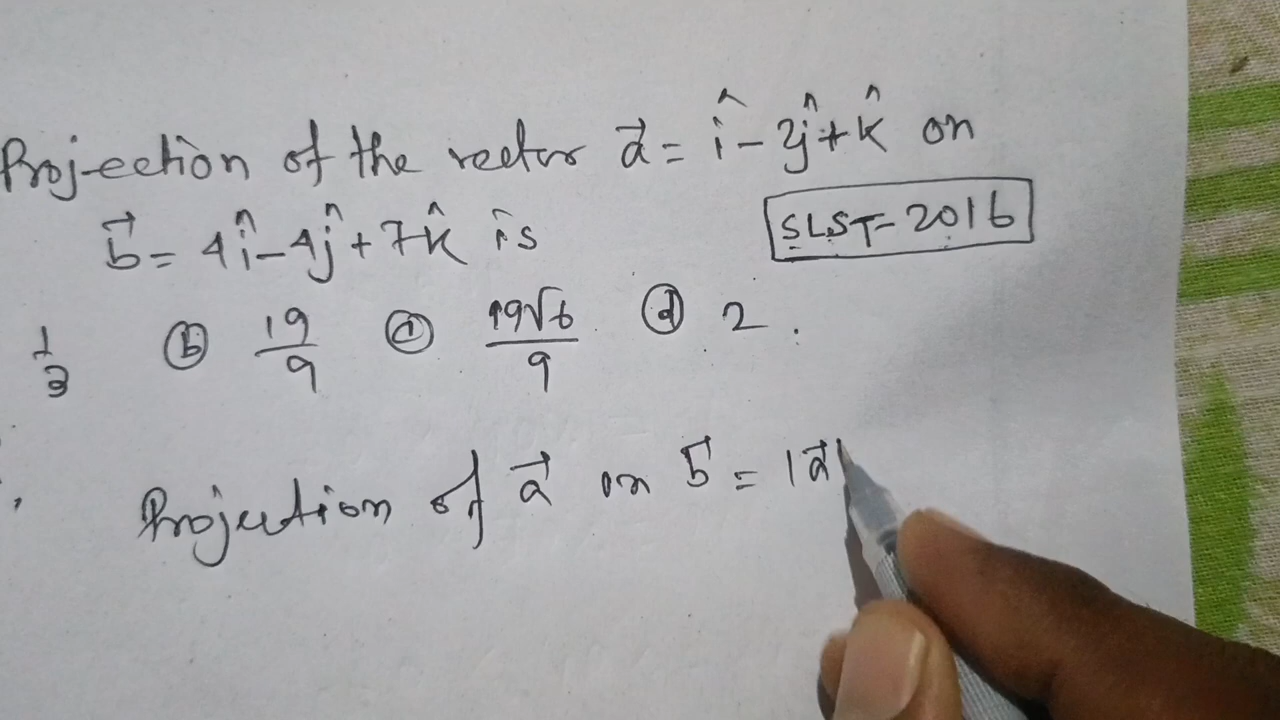 Projection of the vector a⃗ = î - 2ĵ + k̂ on
b⃗ = 4î - 4ĵ + 7k̂ is
SLST-2016
1/3 ⓑ 19/9 ⓒ 19√6/9 ⓓ 2.
Projection of a⃗ on b⃗ = |a⃗|